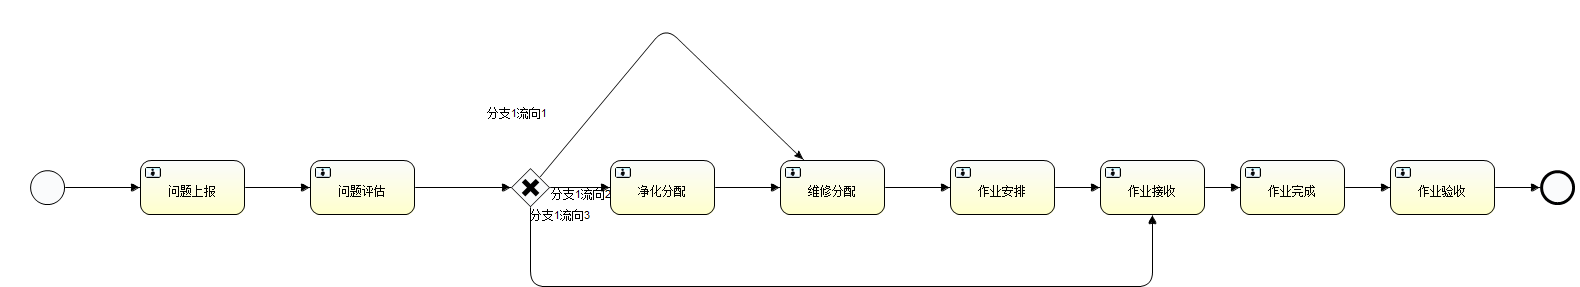 分支1流向1
问题上报
问题评估
分支1流向2
分支1流向3
净化分配
维修分配
作业安排
作业接收
作业完成
作业验收